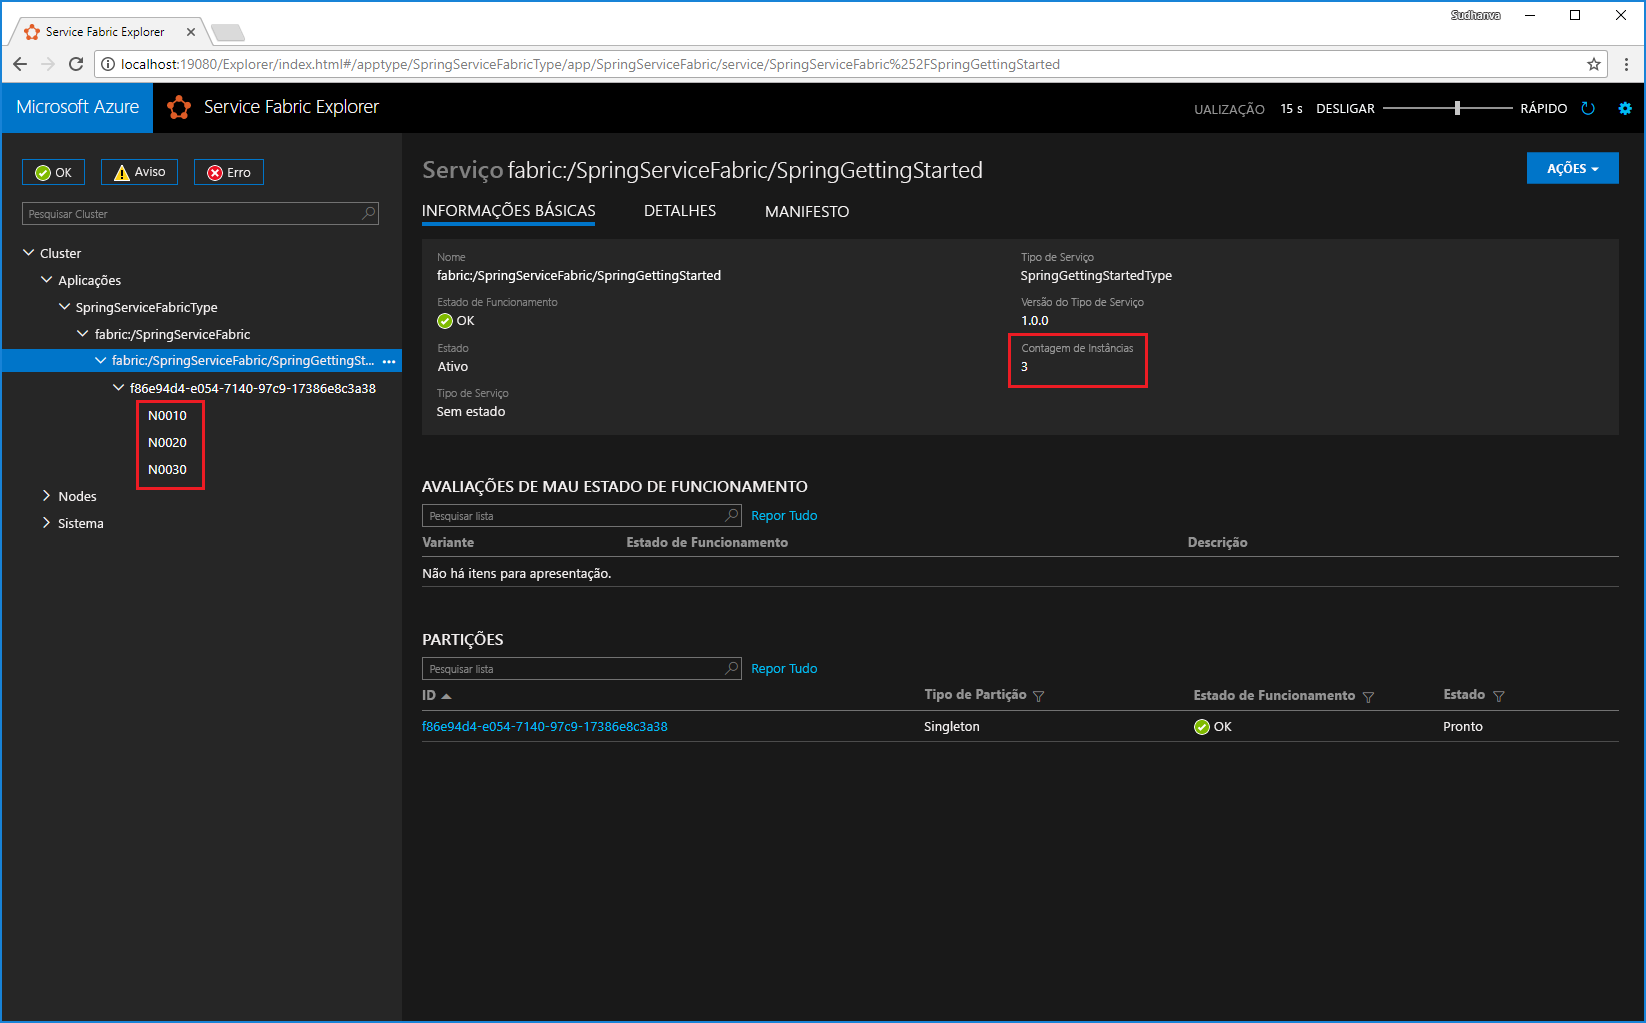 Sudhanva
Service Fabric Explorer
localhost:19080/Explorer/index.html#/apptype/SpringServiceFabricType/app/SpringServiceFabric/service/SpringServiceFabric%252FSpringGettingStarted
Microsoft Azure
Service Fabric Explorer
UALIZAÇÃO 15 s DESLIGAR RÁPIDO
OK Aviso Erro
Pesquisar Cluster
Cluster
Aplicações
SpringServiceFabricType
fabric:/SpringServiceFabric
fabric:/SpringServiceFabric/SpringGettingSt...
f86e94d4-e054-7140-97c9-17386e8c3a38
N0010
N0020
N0030
Nodes
Sistema
Serviço fabric:/SpringServiceFabric/SpringGettingStarted
AÇÕES
INFORMAÇÕES BÁSICAS DETALHES MANIFESTO
Nome
fabric:/SpringServiceFabric/SpringGettingStarted
Estado de Funcionamento
OK
Estado
Ativo
Tipo de Serviço
Sem estado
Tipo de Serviço
SpringGettingStartedType
Versão do Tipo de Serviço
1.0.0
Contagem de Instâncias
3
AVALIAÇÕES DE MAU ESTADO DE FUNCIONAMENTO
Pesquisar lista Repor Tudo
Variante Estado de Funcionamento Descrição
Não há itens para apresentação.
PARTIÇÕES
Pesquisar lista Repor Tudo
ID Tipo de Partição Estado de Funcionamento Estado
f86e94d4-e054-7140-97c9-17386e8c3a38 Singleton OK Pronto